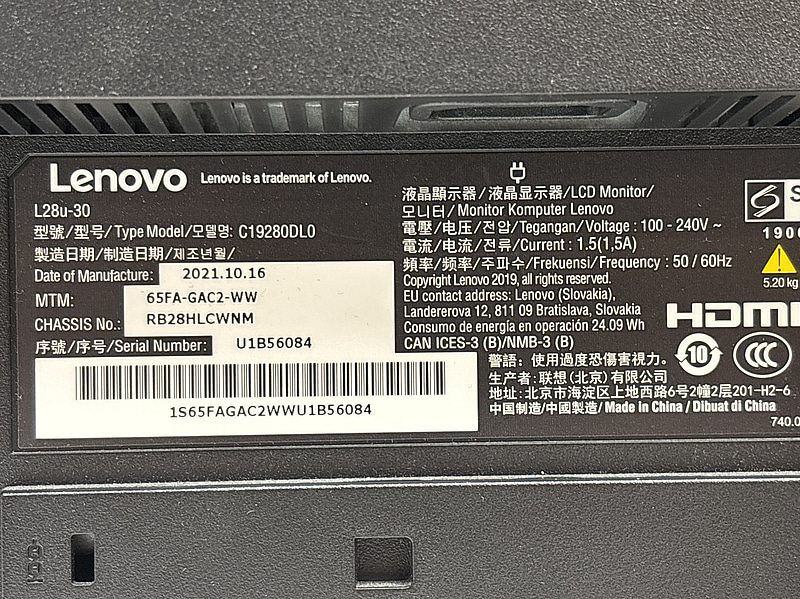 Lenovo Lenovo is a trademark of Lenovo.
L28u-30
型號/型号/Type Model/모델명: C19280DL0
製造日期/制造日期/제조년월/
Date of Manufacture: 2021.10.16
MTM: 65FA-GAC2-WW
CHASSIS No.: RB28HLCWNM
序號/序号/Serial Number: U1B56084
1S65FAGAC2WWU1B56084
液晶顯示器/液晶显示器/LCD Monitor/
모니터/Monitor Komputer Lenovo
電壓/电压/전압/Tegangan/Voltage : 100 - 240V ~
電流/电流/전류/Current : 1.5(1,5A)
頻率/频率/주파수/Frekuensi/Frequency : 50 / 60Hz
Copyright Lenovo 2019, all rights reserved.
EU contact address: Lenovo (Slovakia),
Landererova 12, 811 09 Bratislava, Slovakia
Consumo de energía en operación 24.09 Wh
CAN ICES-3 (B)/NMB-3 (B)
警語: 使用過度恐傷害視力。
生产者: 联想(北京)有限公司
地址: 北京市海淀区上地西路6号2幢2层201-H2-6
中国制造/中國製造/Made in China / Dibuat di China
S
1900
5.20 kg
HDMI
10
CCC
740.0